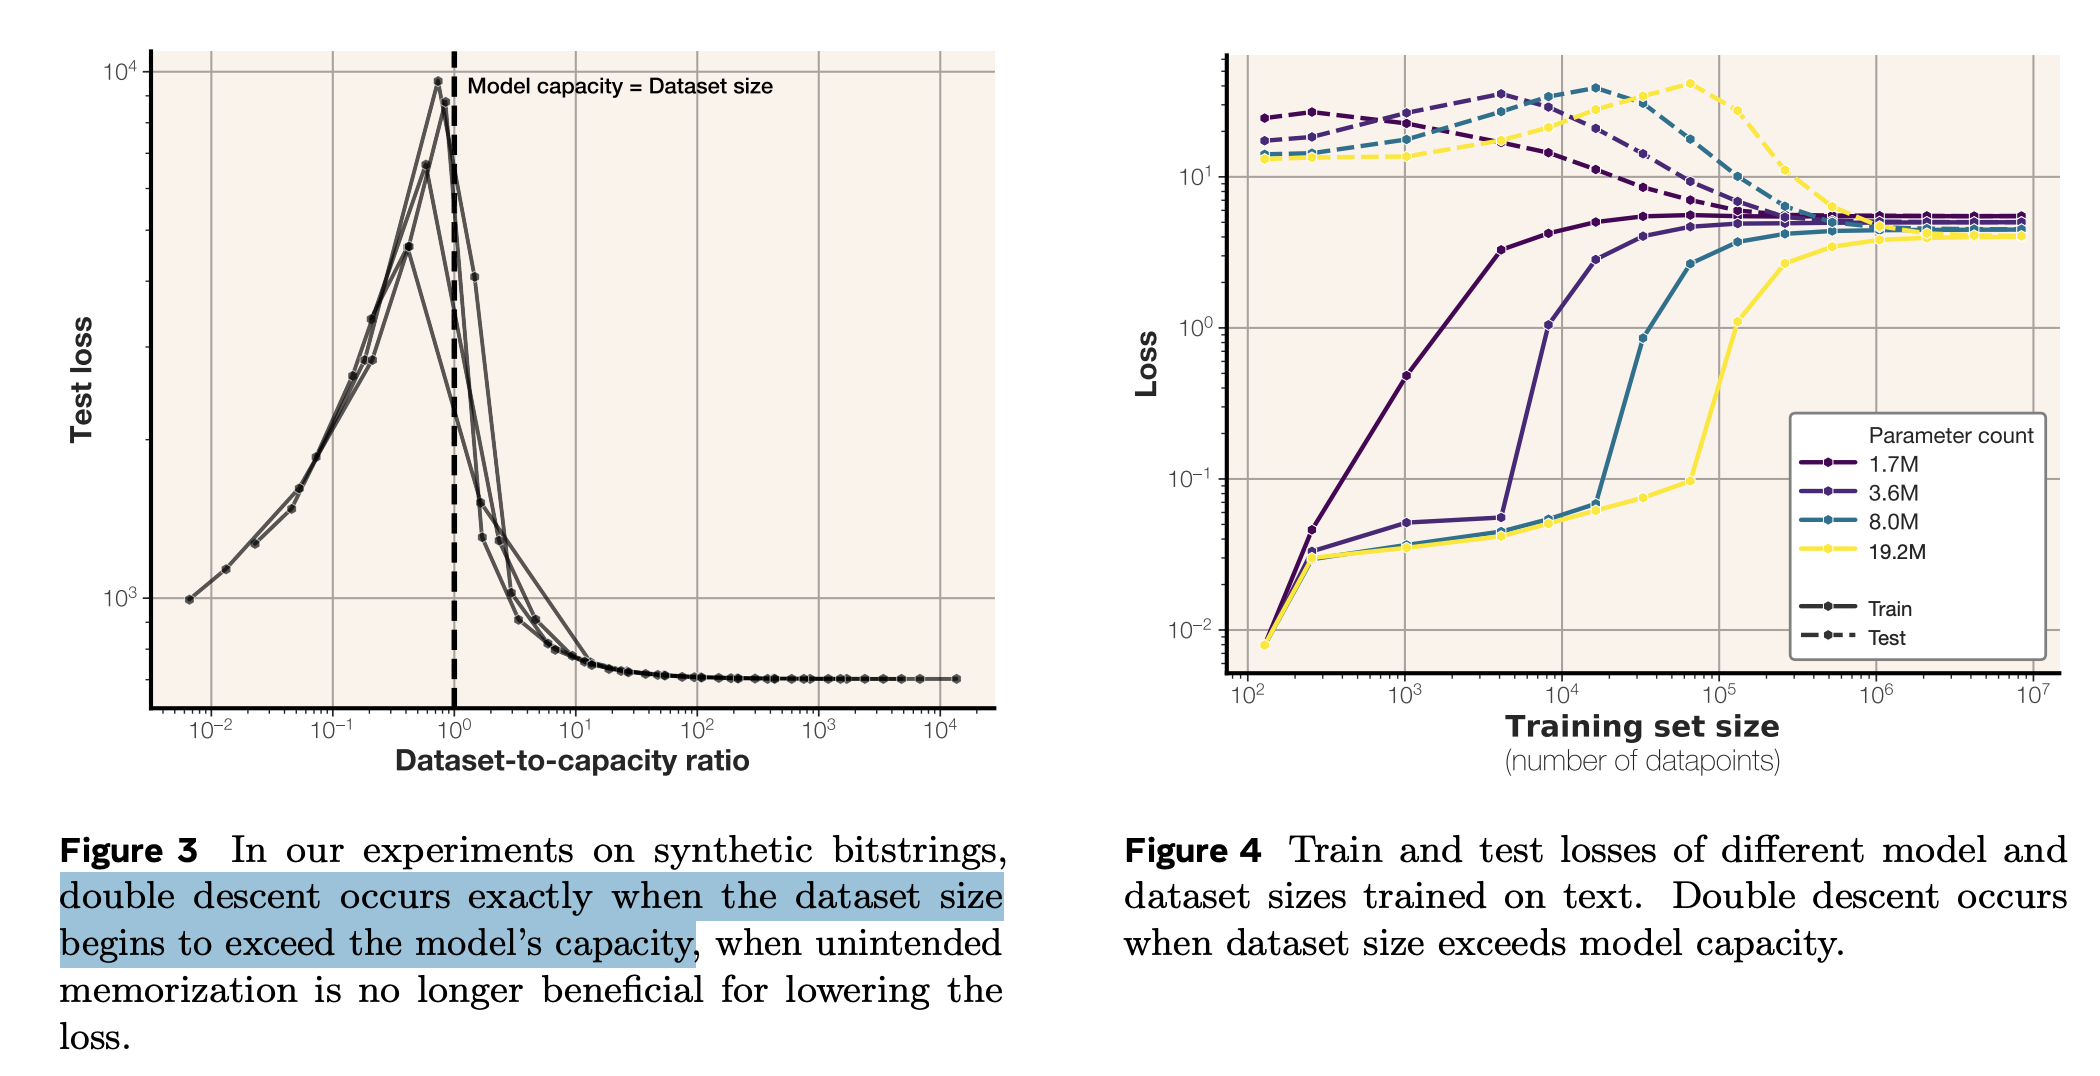 10⁴
10³
Model capacity = Dataset size
Test loss
10⁻²
10⁻¹
10⁰
10¹
10²
10³
10⁴
Dataset-to-capacity ratio
Figure 3 In our experiments on synthetic bitstrings,
double descent occurs exactly when the dataset size
begins to exceed the model’s capacity, when unintended
memorization is no longer beneficial for lowering the
loss.
10¹
10⁰
10⁻¹
10⁻²
Loss
Parameter count
1.7M
3.6M
8.0M
19.2M
Train
Test
10²
10³
10⁴
10⁵
10⁶
10⁷
Training set size
(number of datapoints)
Figure 4 Train and test losses of different model and
dataset sizes trained on text. Double descent occurs
when dataset size exceeds model capacity.